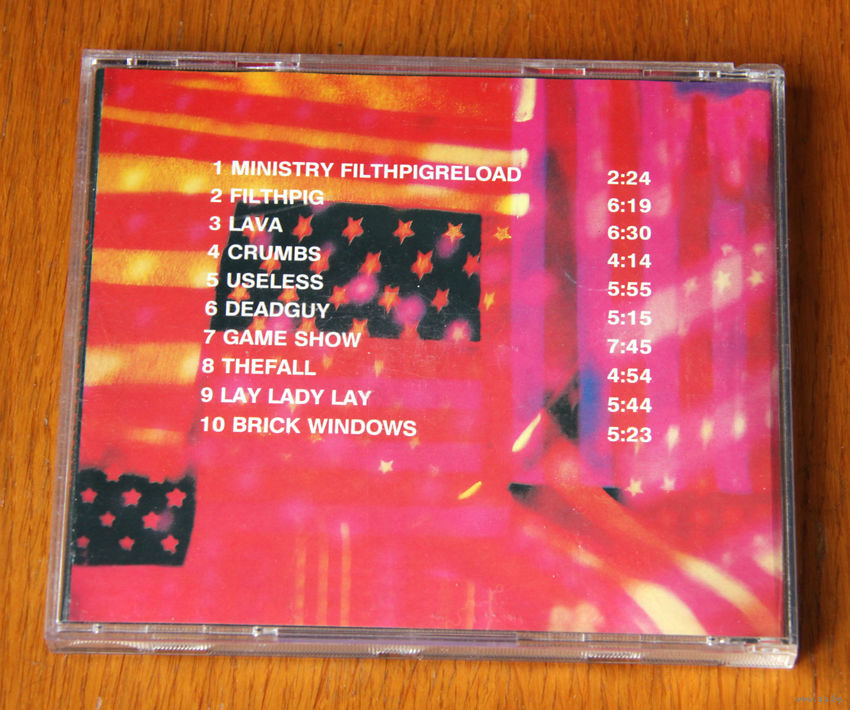 1 MINISTRY FILTHPIGRELOAD 2:24
2 FILTHPIG 6:19
3 LAVA 6:30
4 CRUMBS 4:14
5 USELESS 5:55
6 DEADGUY 5:15
7 GAME SHOW 7:45
8 THEFALL 4:54
9 LAY LADY LAY 5:44
10 BRICK WINDOWS 5:23